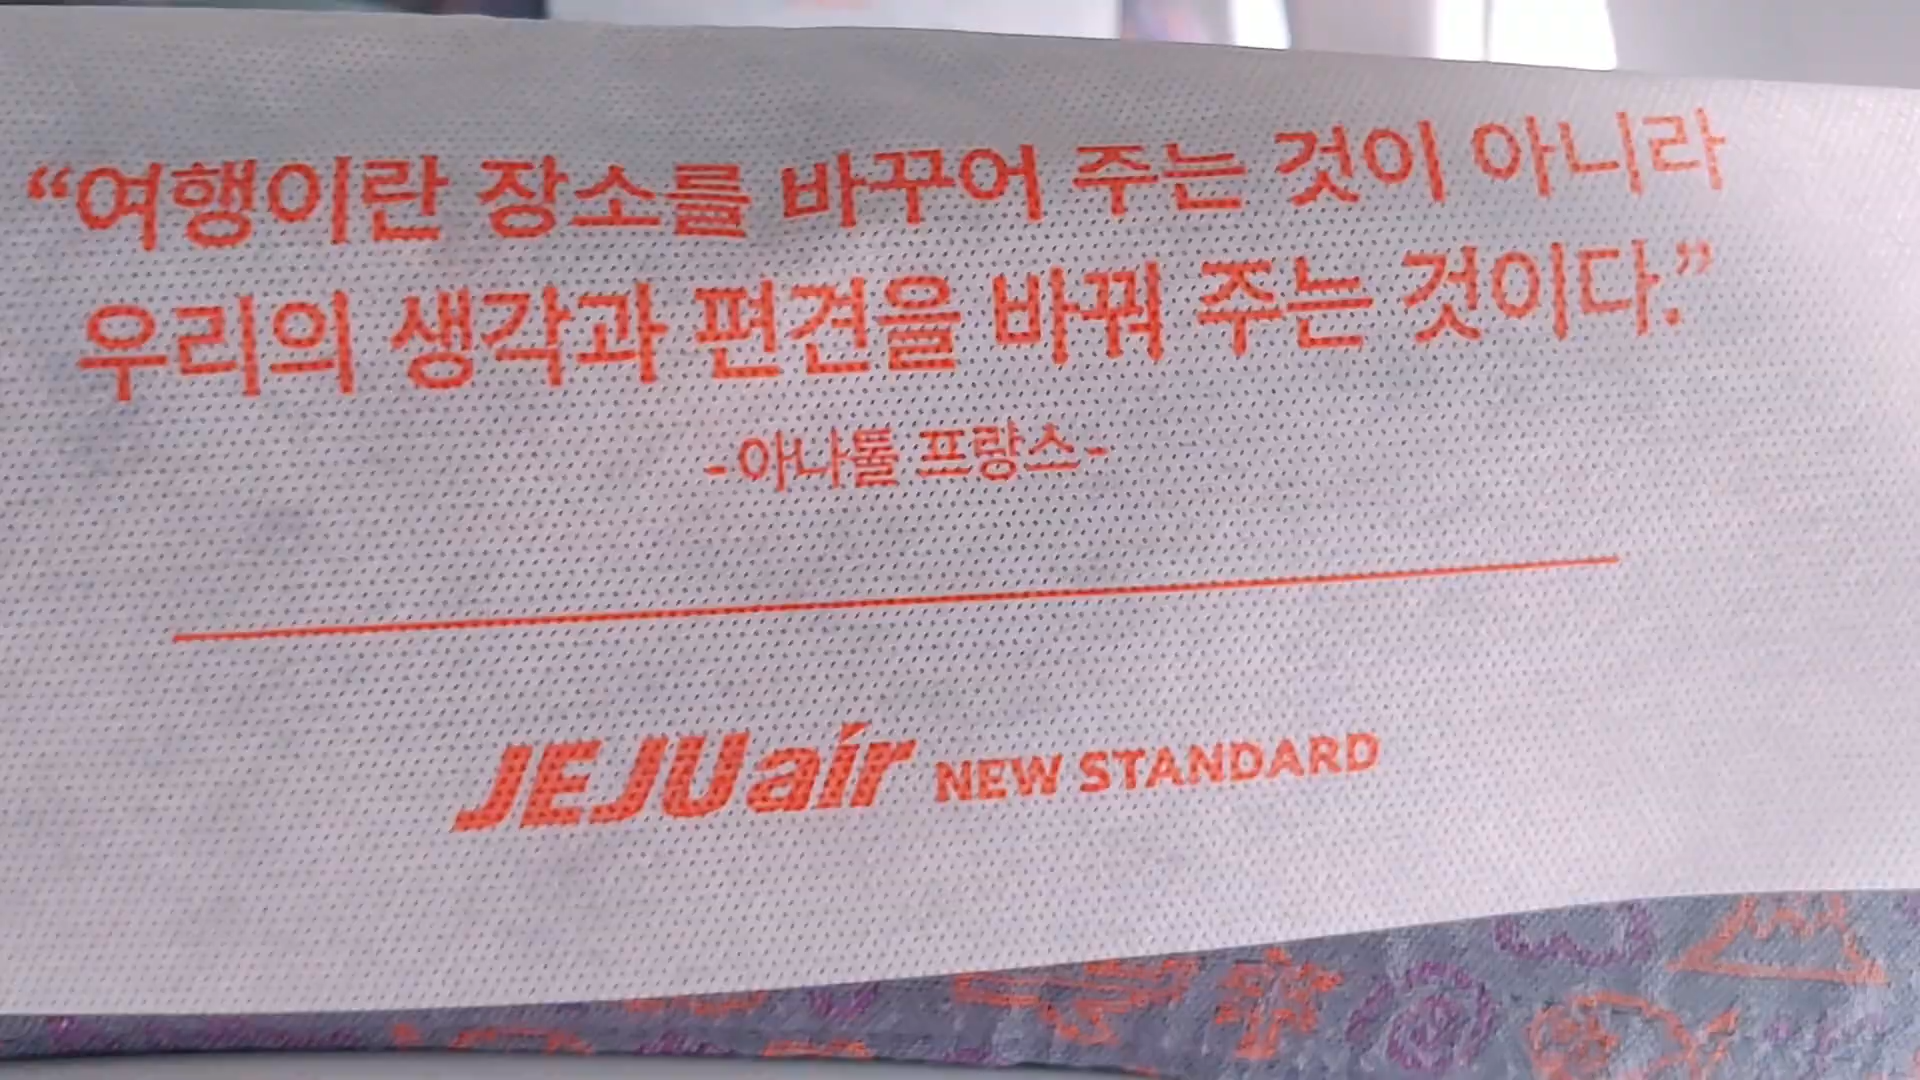 “여행이란 장소를 바꾸어 주는 것이 아니라
우리의 생각과 편견을 바꿔 주는 것이다.”
-아나톨 프랑스-
JEJUair NEW STANDARD